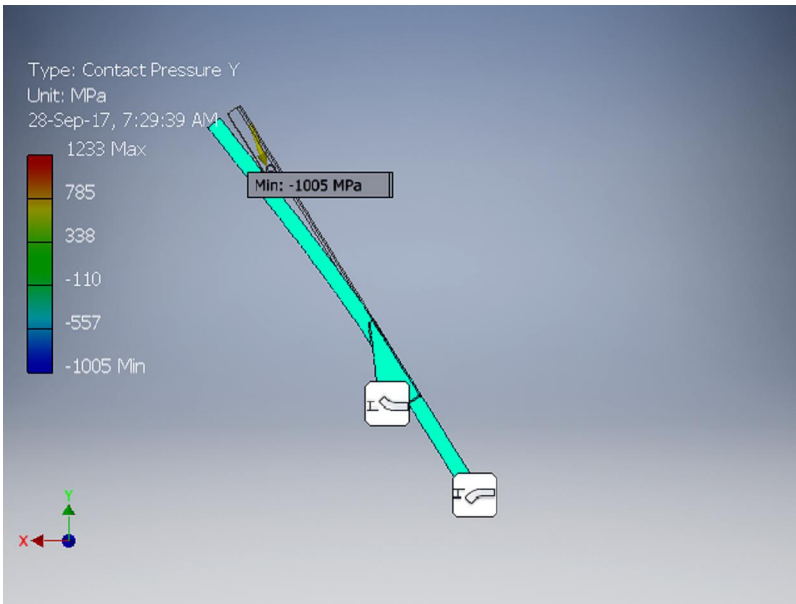 Type: Contact Pressure Y
Unit: MPa
28-Sep-17, 7:29:39 AM
1233 Max
785
338
-110
-557
-1005 Min
Min: -1005 MPa
Y
X